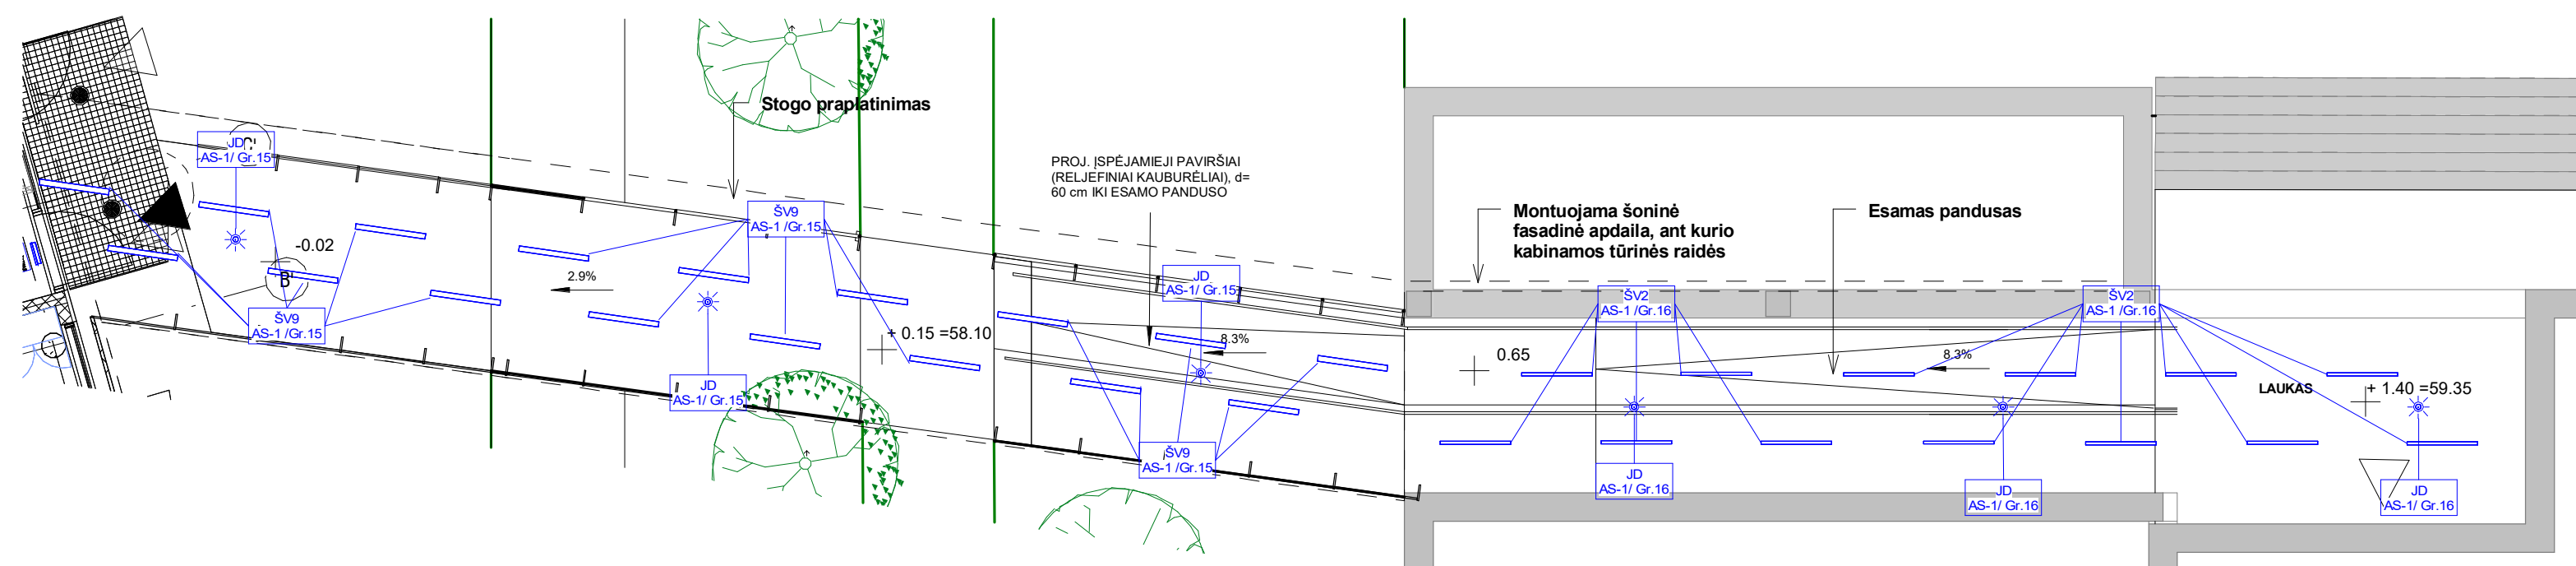 Stogo praplatinimas
JD
AS-1/ Gr.15
-0.02
B'
ŠV9
AS-1 /Gr.15
2.9%
ŠV9
AS-1 /Gr.15
JD
AS-1/ Gr.15
+ 0.15 =58.10
PROJ. ĮSPĖJAMIEJI PAVIRŠIAI
(RELJEFINIAI KAUBURĖLIAI), d=
60 cm IKI ESAMO PANDUSO
JD
AS-1/ Gr.15
8.3%
ŠV9
AS-1 /Gr.15
Montuojama šoninė
fasadinė apdaila, ant kurio
kabinamos tūrinės raidės
Esamas pandusas
ŠV2
AS-1 /Gr.16
ŠV2
AS-1 /Gr.16
0.65
8.3%
LAUKAS
+ 1.40 =59.35
JD
AS-1/ Gr.16
JD
AS-1/ Gr.16
JD
AS-1/ Gr.16